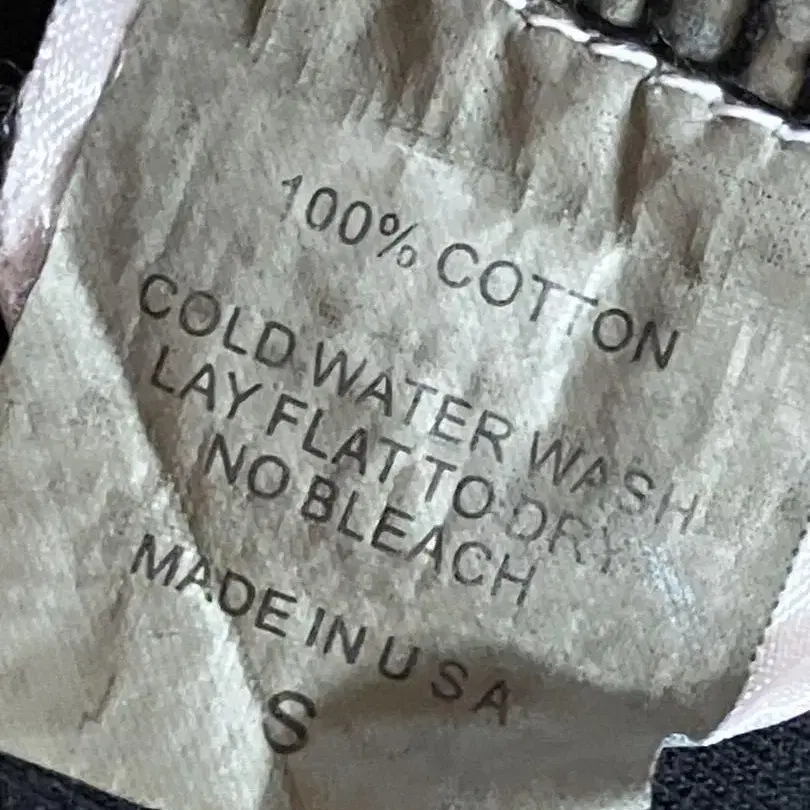 100% COTTON
COLD WATER WASH
LAY FLAT TO DRY
NO BLEACH
MADE IN U S A
S